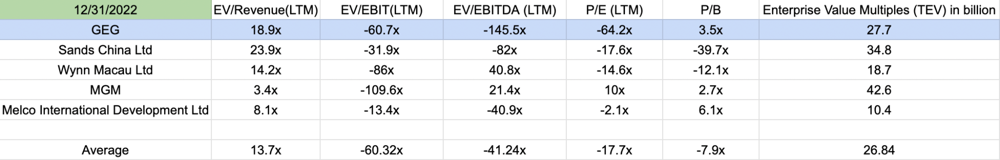 12/31/2022 EV/Revenue(LTM) EV/EBIT(LTM) EV/EBITDA (LTM) P/E (LTM) P/B Enterprise Value Multiples (TEV) in billion
GEG 18.9x -60.7x -145.5x -64.2x 3.5x 27.7
Sands China Ltd 23.9x -31.9x -82x -17.6x -39.7x 34.8
Wynn Macau Ltd 14.2x -86x 40.8x -14.6x -12.1x 18.7
MGM 3.4x -109.6x 21.4x 10x 2.7x 42.6
Melco International Development Ltd 8.1x -13.4x -40.9x -2.1x 6.1x 10.4
Average 13.7x -60.32x -41.24x -17.7x -7.9x 26.84